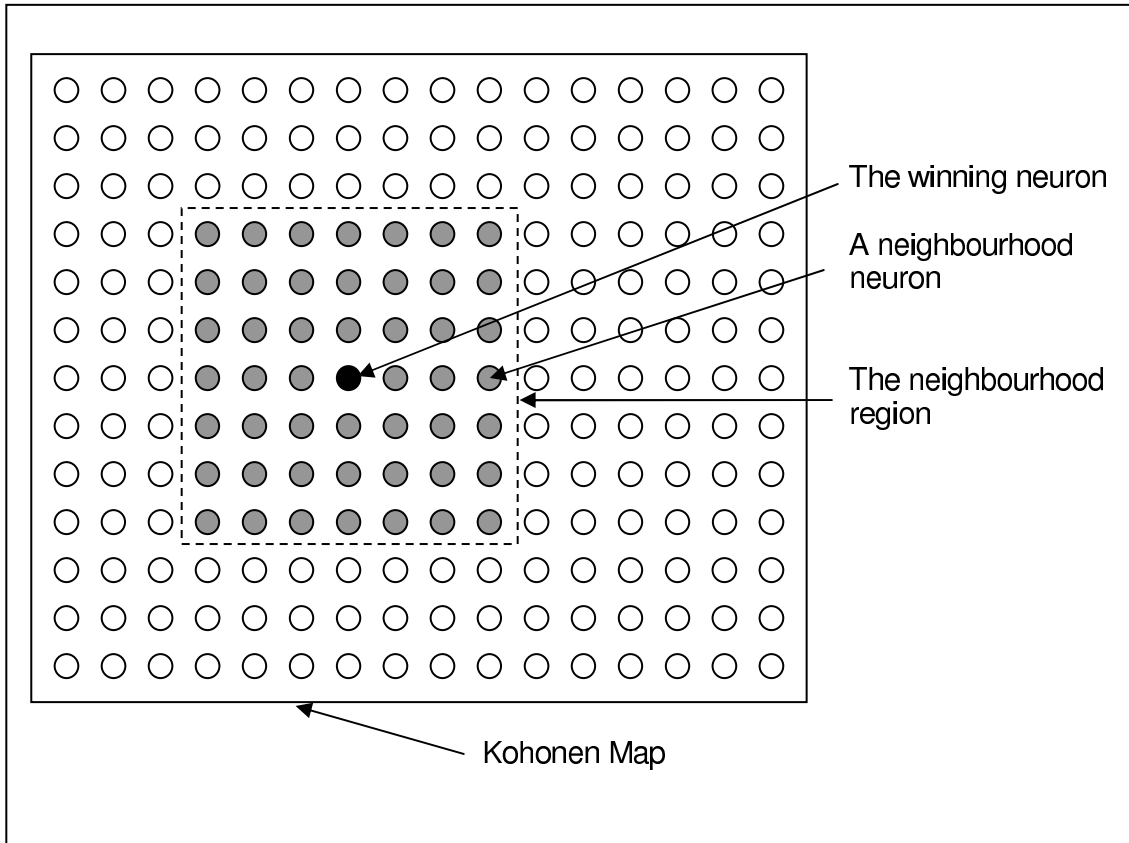 The winning neuron
A neighbourhood
neuron
The neighbourhood
region
Kohonen Map